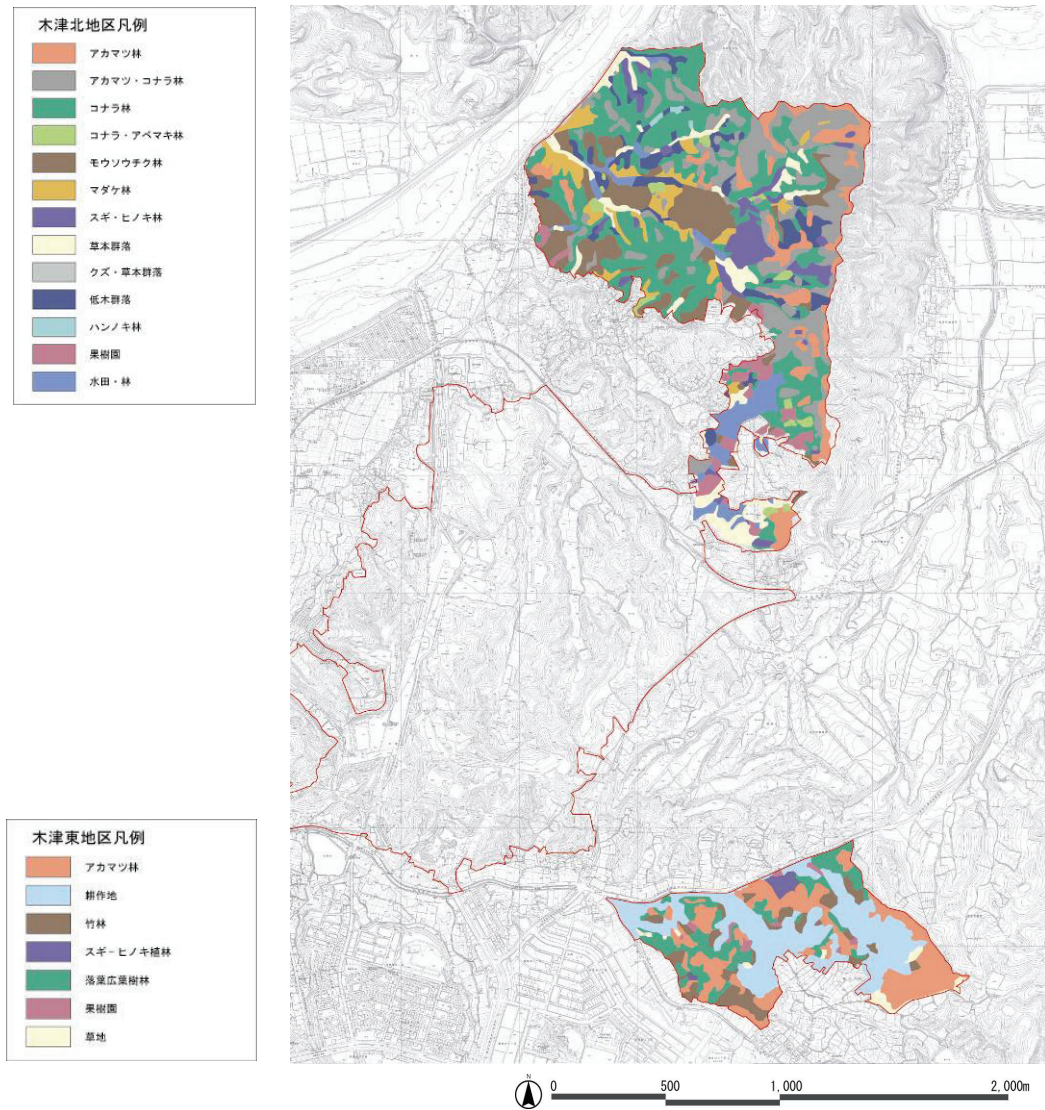 木津北地区凡例
アカマツ林
アカマツ・コナラ林
コナラ林
コナラ・アベマキ林
モウソウチク林
マダケ林
スギ・ヒノキ林
草本群落
クズ・草本群落
低木群落
ハンノキ林
果樹園
水田・林
木津東地区凡例
アカマツ林
耕作地
竹林
スギ－ヒノキ植林
落葉広葉樹林
果樹園
草地
N
0 500 1,000 2,000m